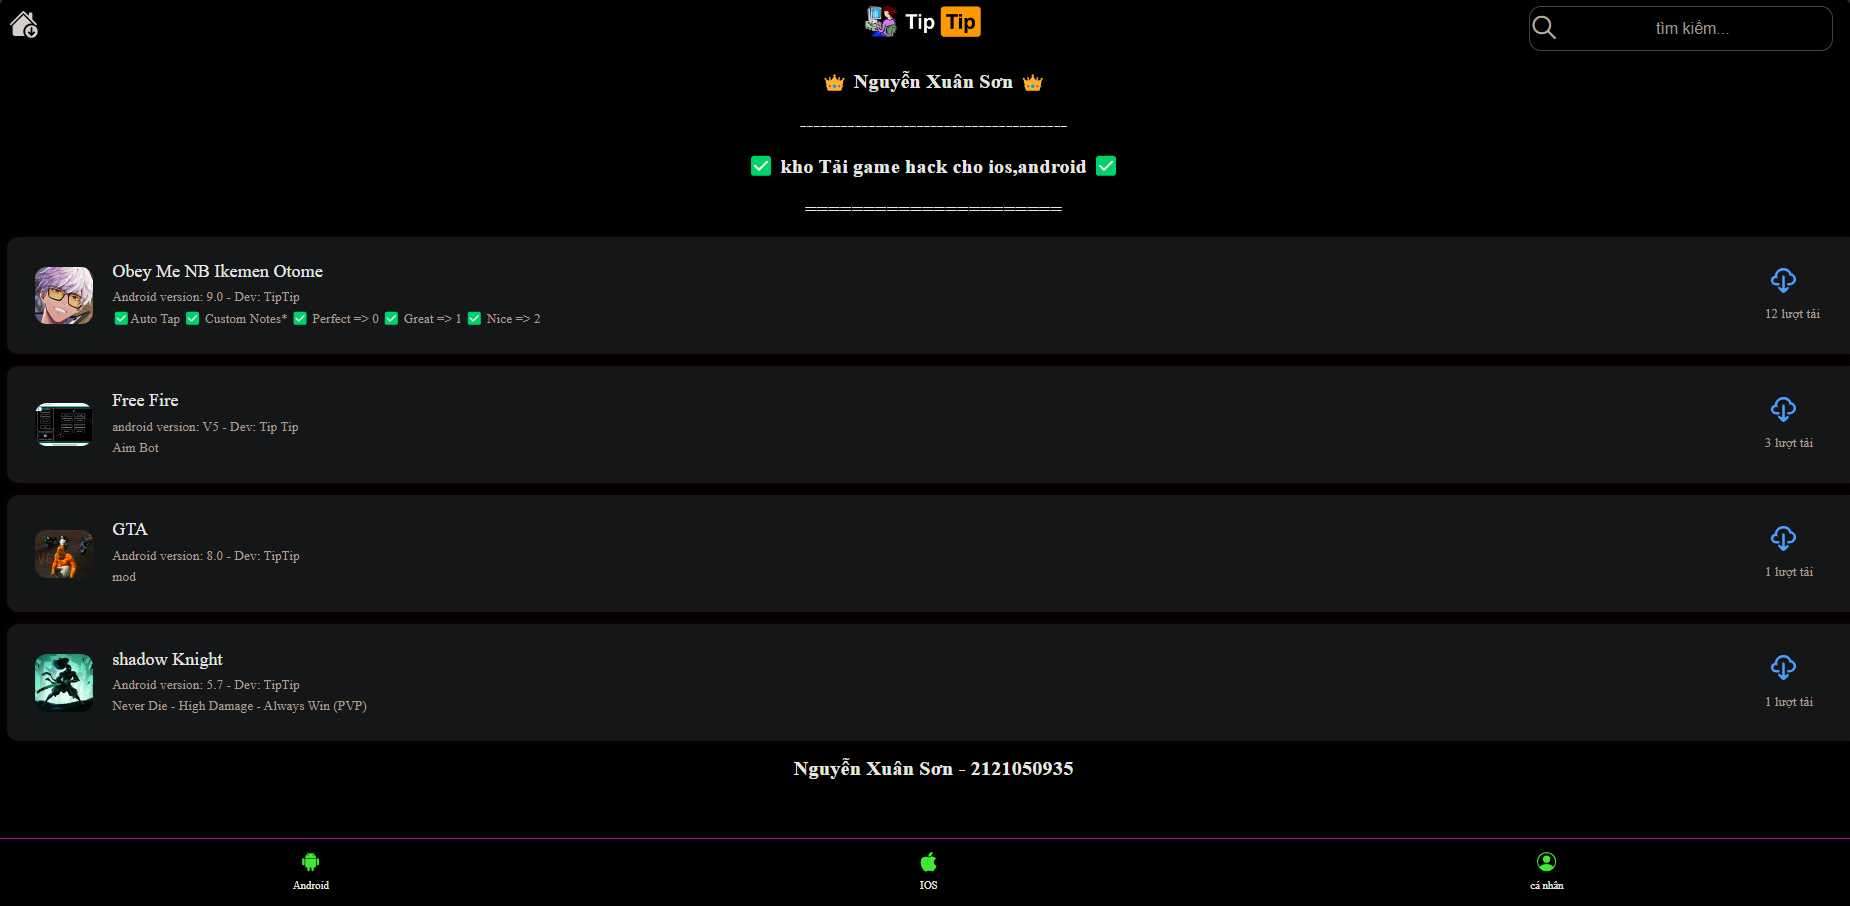 Tip Tip
tìm kiếm...
👑 Nguyễn Xuân Sơn 👑
---------------------------------------
✅ kho Tải game hack cho ios,android ✅
======================
Obey Me NB Ikemen Otome
Android version: 9.0 - Dev: TipTip
✅Auto Tap ✅ Custom Notes* ✅ Perfect => 0 ✅ Great => 1 ✅ Nice => 2
12 lượt tải
Free Fire
android version: V5 - Dev: Tip Tip
Aim Bot
3 lượt tải
GTA
Android version: 8.0 - Dev: TipTip
mod
1 lượt tải
shadow Knight
Android version: 5.7 - Dev: TipTip
Never Die - High Damage - Always Win (PVP)
1 lượt tải
Nguyễn Xuân Sơn - 2121050935
Android
IOS
cá nhân